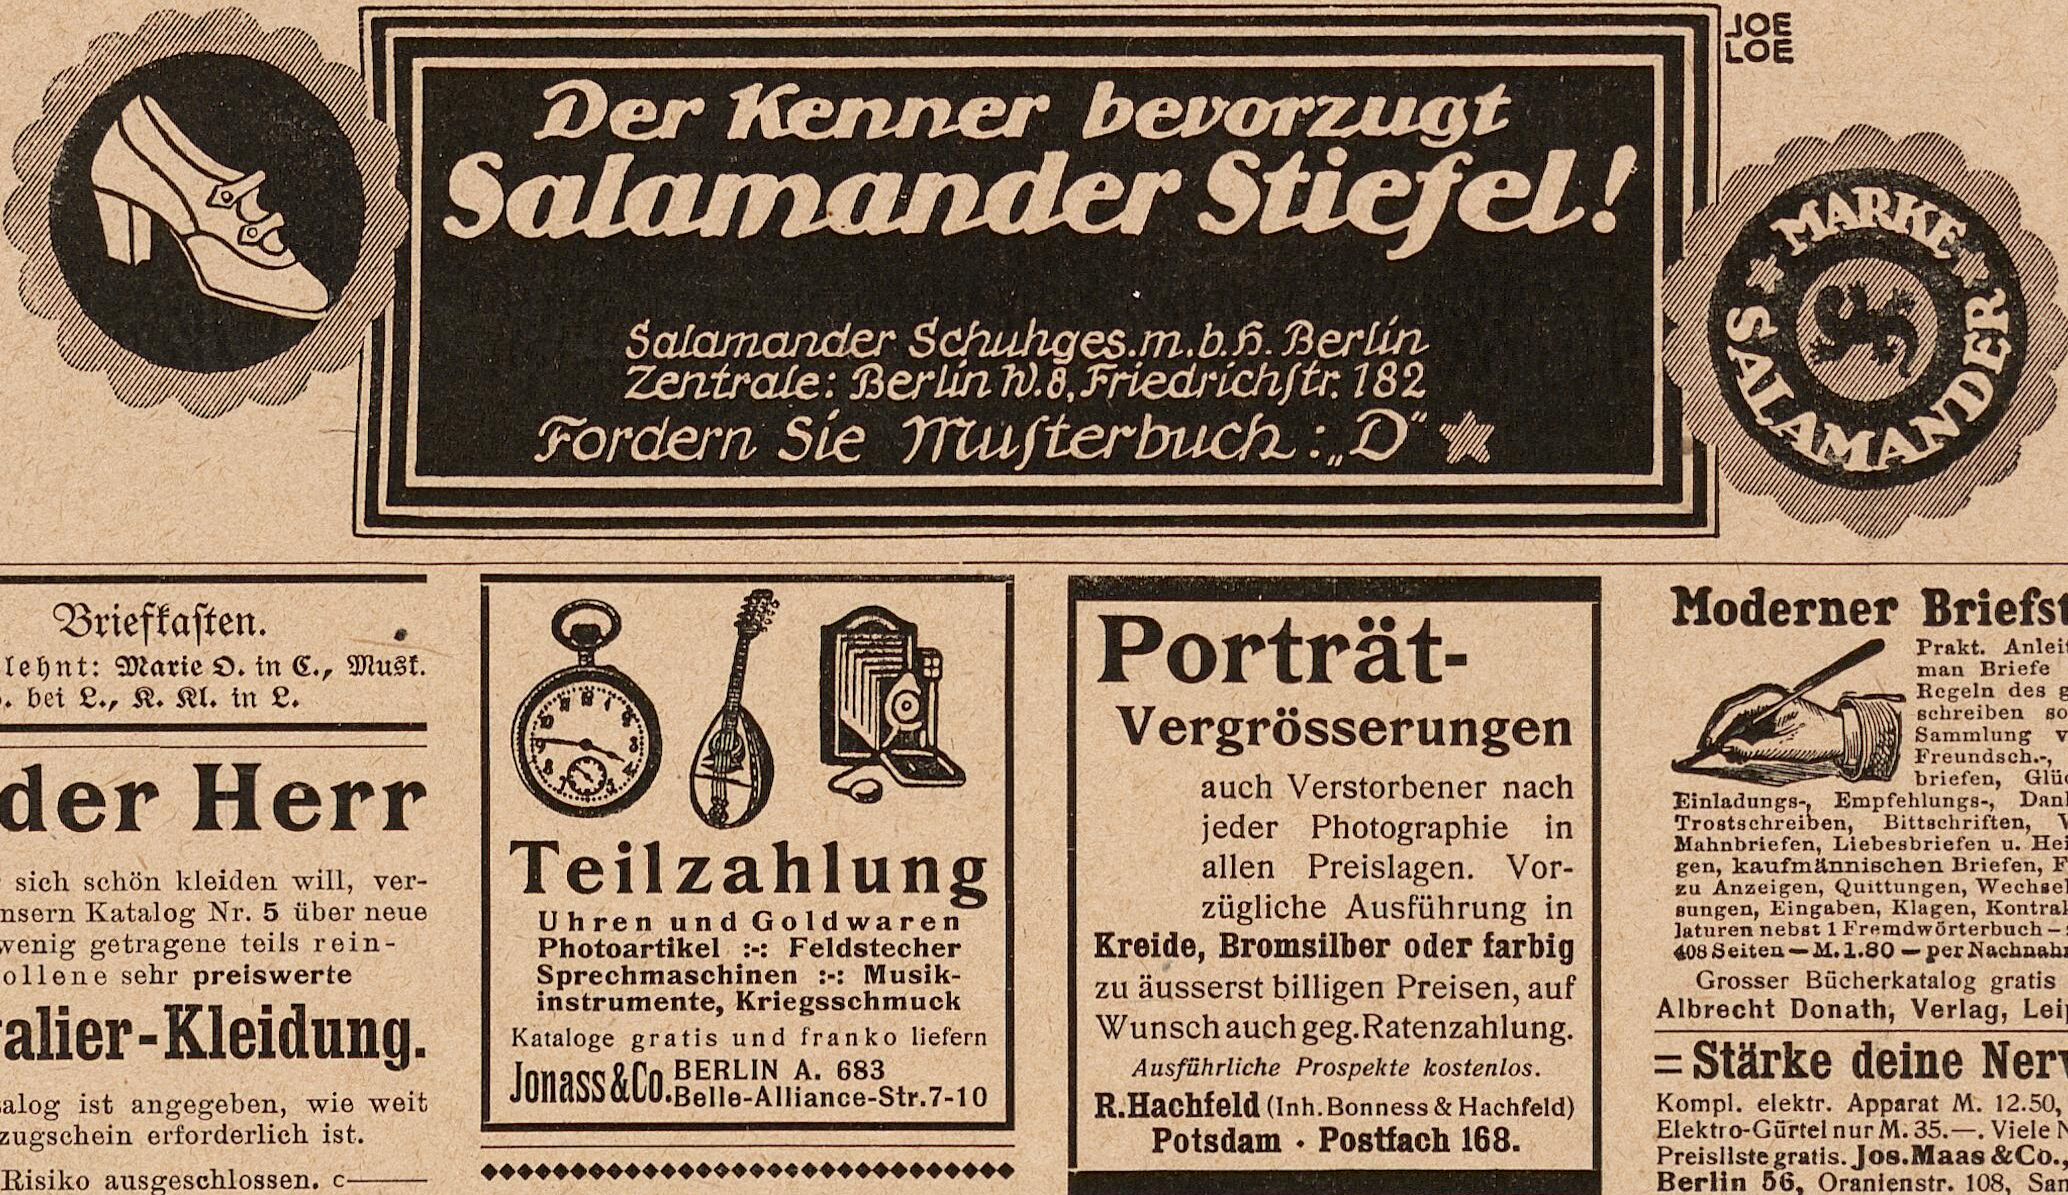 JOE
LOE
Der Kenner bevorzugt
Salamander Stiefel!
Salamander Schuhges.m.b.H. Berlin
Zentrale: Berlin W.8, Friedrichſtr. 182
Fordern Sie Muſterbuch: „D“
MARKE
SALAMANDER
Briefkaſten.
lehnt: Marie O. in C., Musk.
. bei L., K. Kl. in L.
der Herr
sich schön kleiden will, ver-
nsern Katalog Nr. 5 über neue
wenig getragene teils rein-
ollene sehr preiswerte
alier-Kleidung.
alog ist angegeben, wie weit
zugschein erforderlich ist.
Risiko ausgeschlossen. c
Teilzahlung
Uhren und Goldwaren
Photoartikel :-: Feldstecher
Sprechmaschinen :-: Musik-
instrumente, Kriegsschmuck
Kataloge gratis und franko liefern
Jonass & Co. BERLIN A. 683
Belle-Alliance-Str. 7-10
Porträt-
Vergrösserungen
auch Verstorbener nach
jeder Photographie in
allen Preislagen. Vor-
zügliche Ausführung in
Kreide, Bromsilber oder farbig
zu äusserst billigen Preisen, auf
Wunsch auch geg. Ratenzahlung.
Ausführliche Prospekte kostenlos.
R. Hachfeld (Inh. Bonness & Hachfeld)
Potsdam · Postfach 168.
Moderner Briefs
Prakt. Anleit
man Briefe
Regeln des g
schreiben so
Sammlung v
Freundsch.-,
briefen, Glüc
Einladungs-, Empfehlungs-, Dank
Trostschreiben, Bittschriften, V
Mahnbriefen, Liebesbriefen u. Hei
gen, kaufmännischen Briefen, F
zu Anzeigen, Quittungen, Wechsel
sungen, Eingaben, Klagen, Kontrak
laturen nebst 1 Fremdwörterbuch –
408 Seiten — M. 1.80 — per Nachnahm
Grosser Bücherkatalog gratis
Albrecht Donath, Verlag, Leip
= Stärke deine Nerv
Kompl. elektr. Apparat M. 12.50,
Elektro-Gürtel nur M. 35.—. Viele
Preisliste gratis. Jos. Maas & Co.,
Berlin 56, Oranienstr. 108, Sam